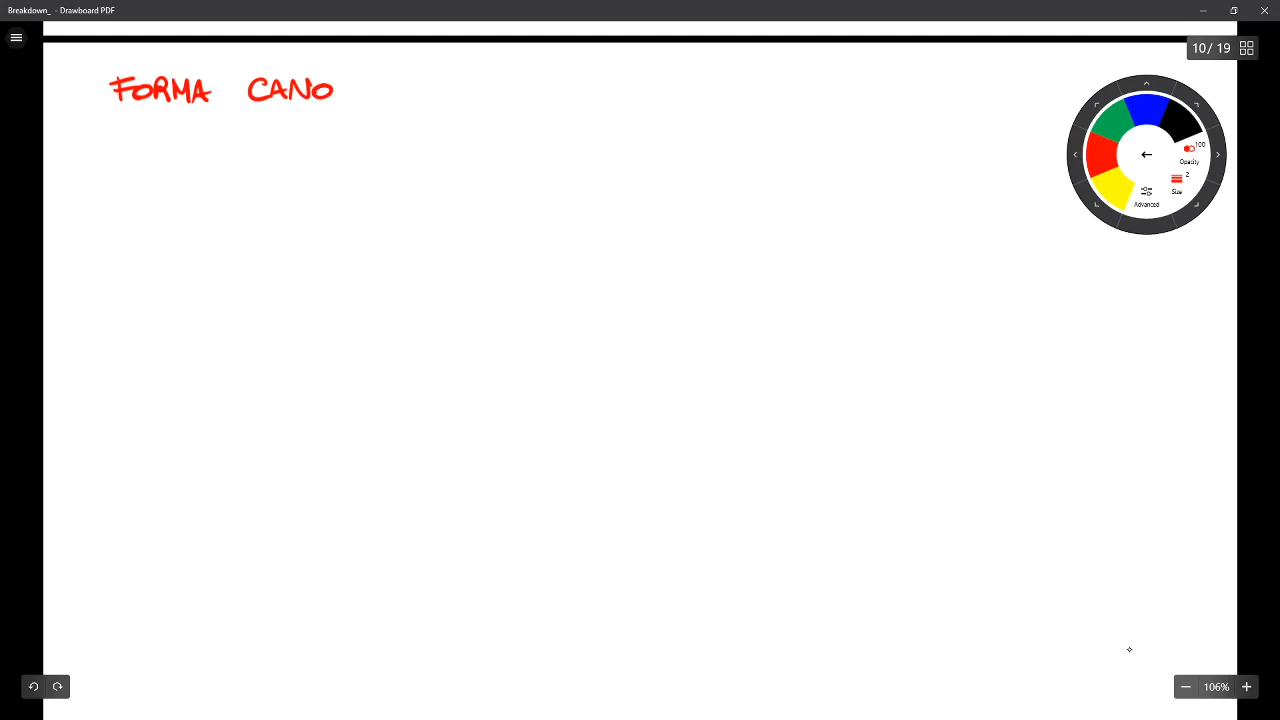 Breakdown_ - Drawboard PDF
10/ 19
FORMA CANO
100
Opacity
2
Size
Advanced
106%